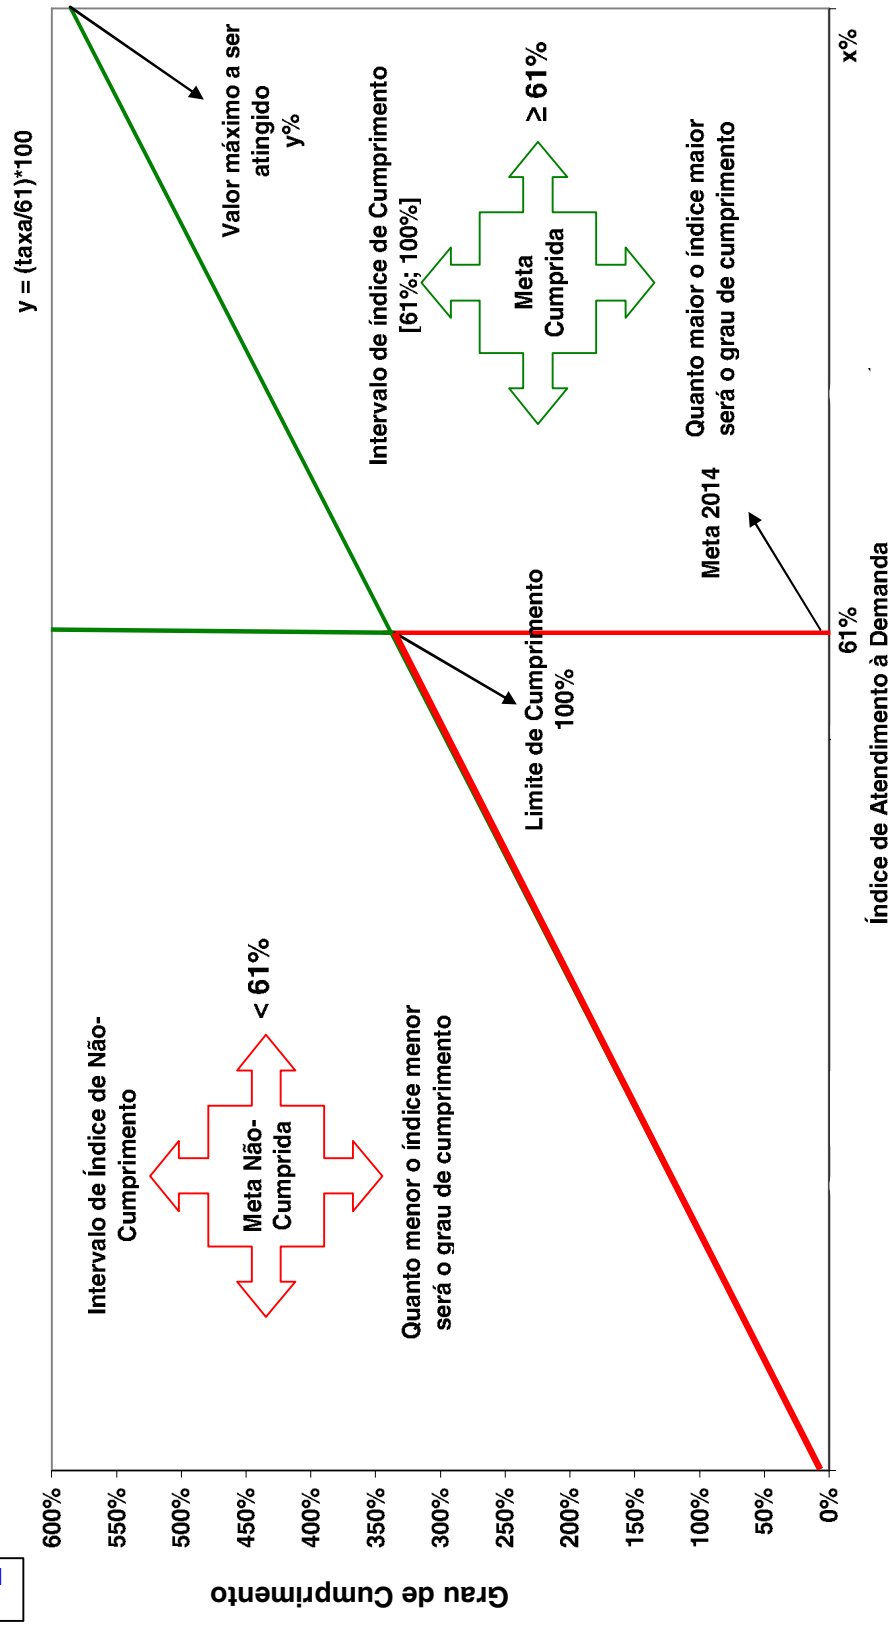 y = (taxa/61)*100
Valor máximo a ser
atingido
y%
Intervalo de índice de Não-
Cumprimento
Meta Não-
Cumprida
< 61%
Quanto menor o índice menor
será o grau de cumprimento
Intervalo de índice de Cumprimento
[61%; 100%]
Meta
Cumprida
≥ 61%
Quanto maior o índice maior
será o grau de cumprimento
Limite de Cumprimento
100%
Meta 2014
Grau de Cumprimento
600%
550%
500%
450%
400%
350%
300%
250%
200%
150%
100%
50%
0%
61%
x%
Índice de Atendimento à Demanda